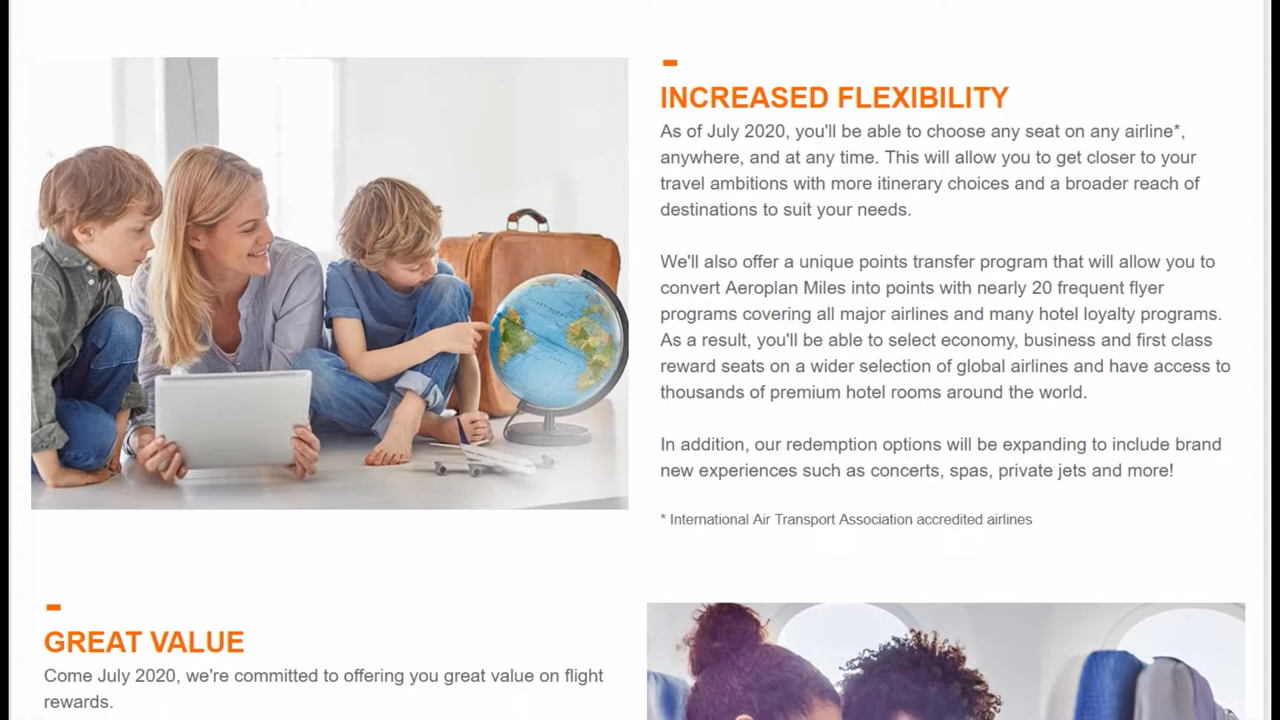 INCREASED FLEXIBILITY
As of July 2020, you'll be able to choose any seat on any airline*,
anywhere, and at any time. This will allow you to get closer to your
travel ambitions with more itinerary choices and a broader reach of
destinations to suit your needs.
We'll also offer a unique points transfer program that will allow you to
convert Aeroplan Miles into points with nearly 20 frequent flyer
programs covering all major airlines and many hotel loyalty programs.
As a result, you'll be able to select economy, business and first class
reward seats on a wider selection of global airlines and have access to
thousands of premium hotel rooms around the world.
In addition, our redemption options will be expanding to include brand
new experiences such as concerts, spas, private jets and more!
* International Air Transport Association accredited airlines
GREAT VALUE
Come July 2020, we're committed to offering you great value on flight
rewards.